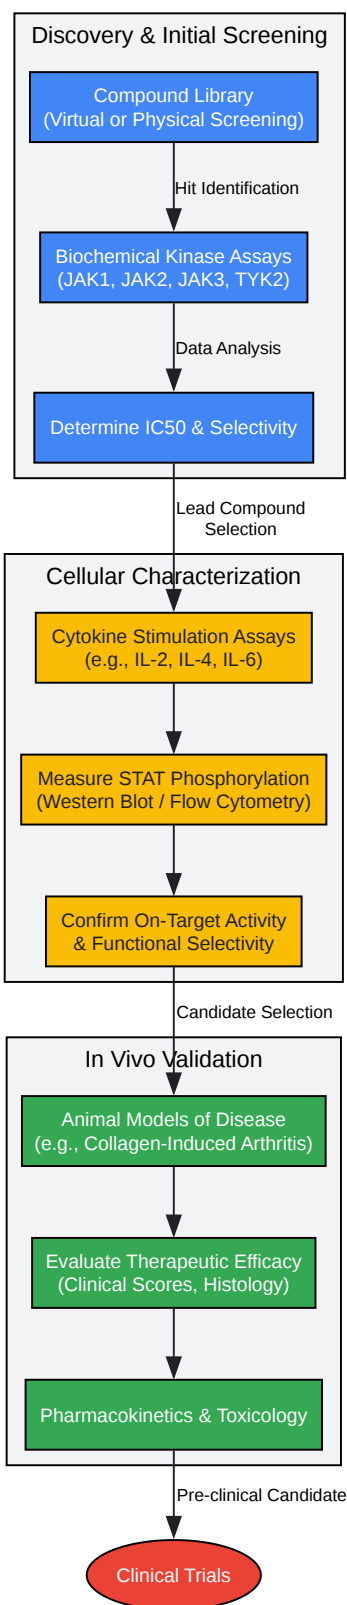 Discovery & Initial Screening
Compound Library
(Virtual or Physical Screening)
Hit Identification
Biochemical Kinase Assays
(JAK1, JAK2, JAK3, TYK2)
Data Analysis
Determine IC50 & Selectivity
Lead Compound
Selection
Cellular Characterization
Cytokine Stimulation Assays
(e.g., IL-2, IL-4, IL-6)
Measure STAT Phosphorylation
(Western Blot / Flow Cytometry)
Confirm On-Target Activity
& Functional Selectivity
Candidate Selection
In Vivo Validation
Animal Models of Disease
(e.g., Collagen-Induced Arthritis)
Evaluate Therapeutic Efficacy
(Clinical Scores, Histology)
Pharmacokinetics & Toxicology
Pre-clinical Candidate
Clinical Trials